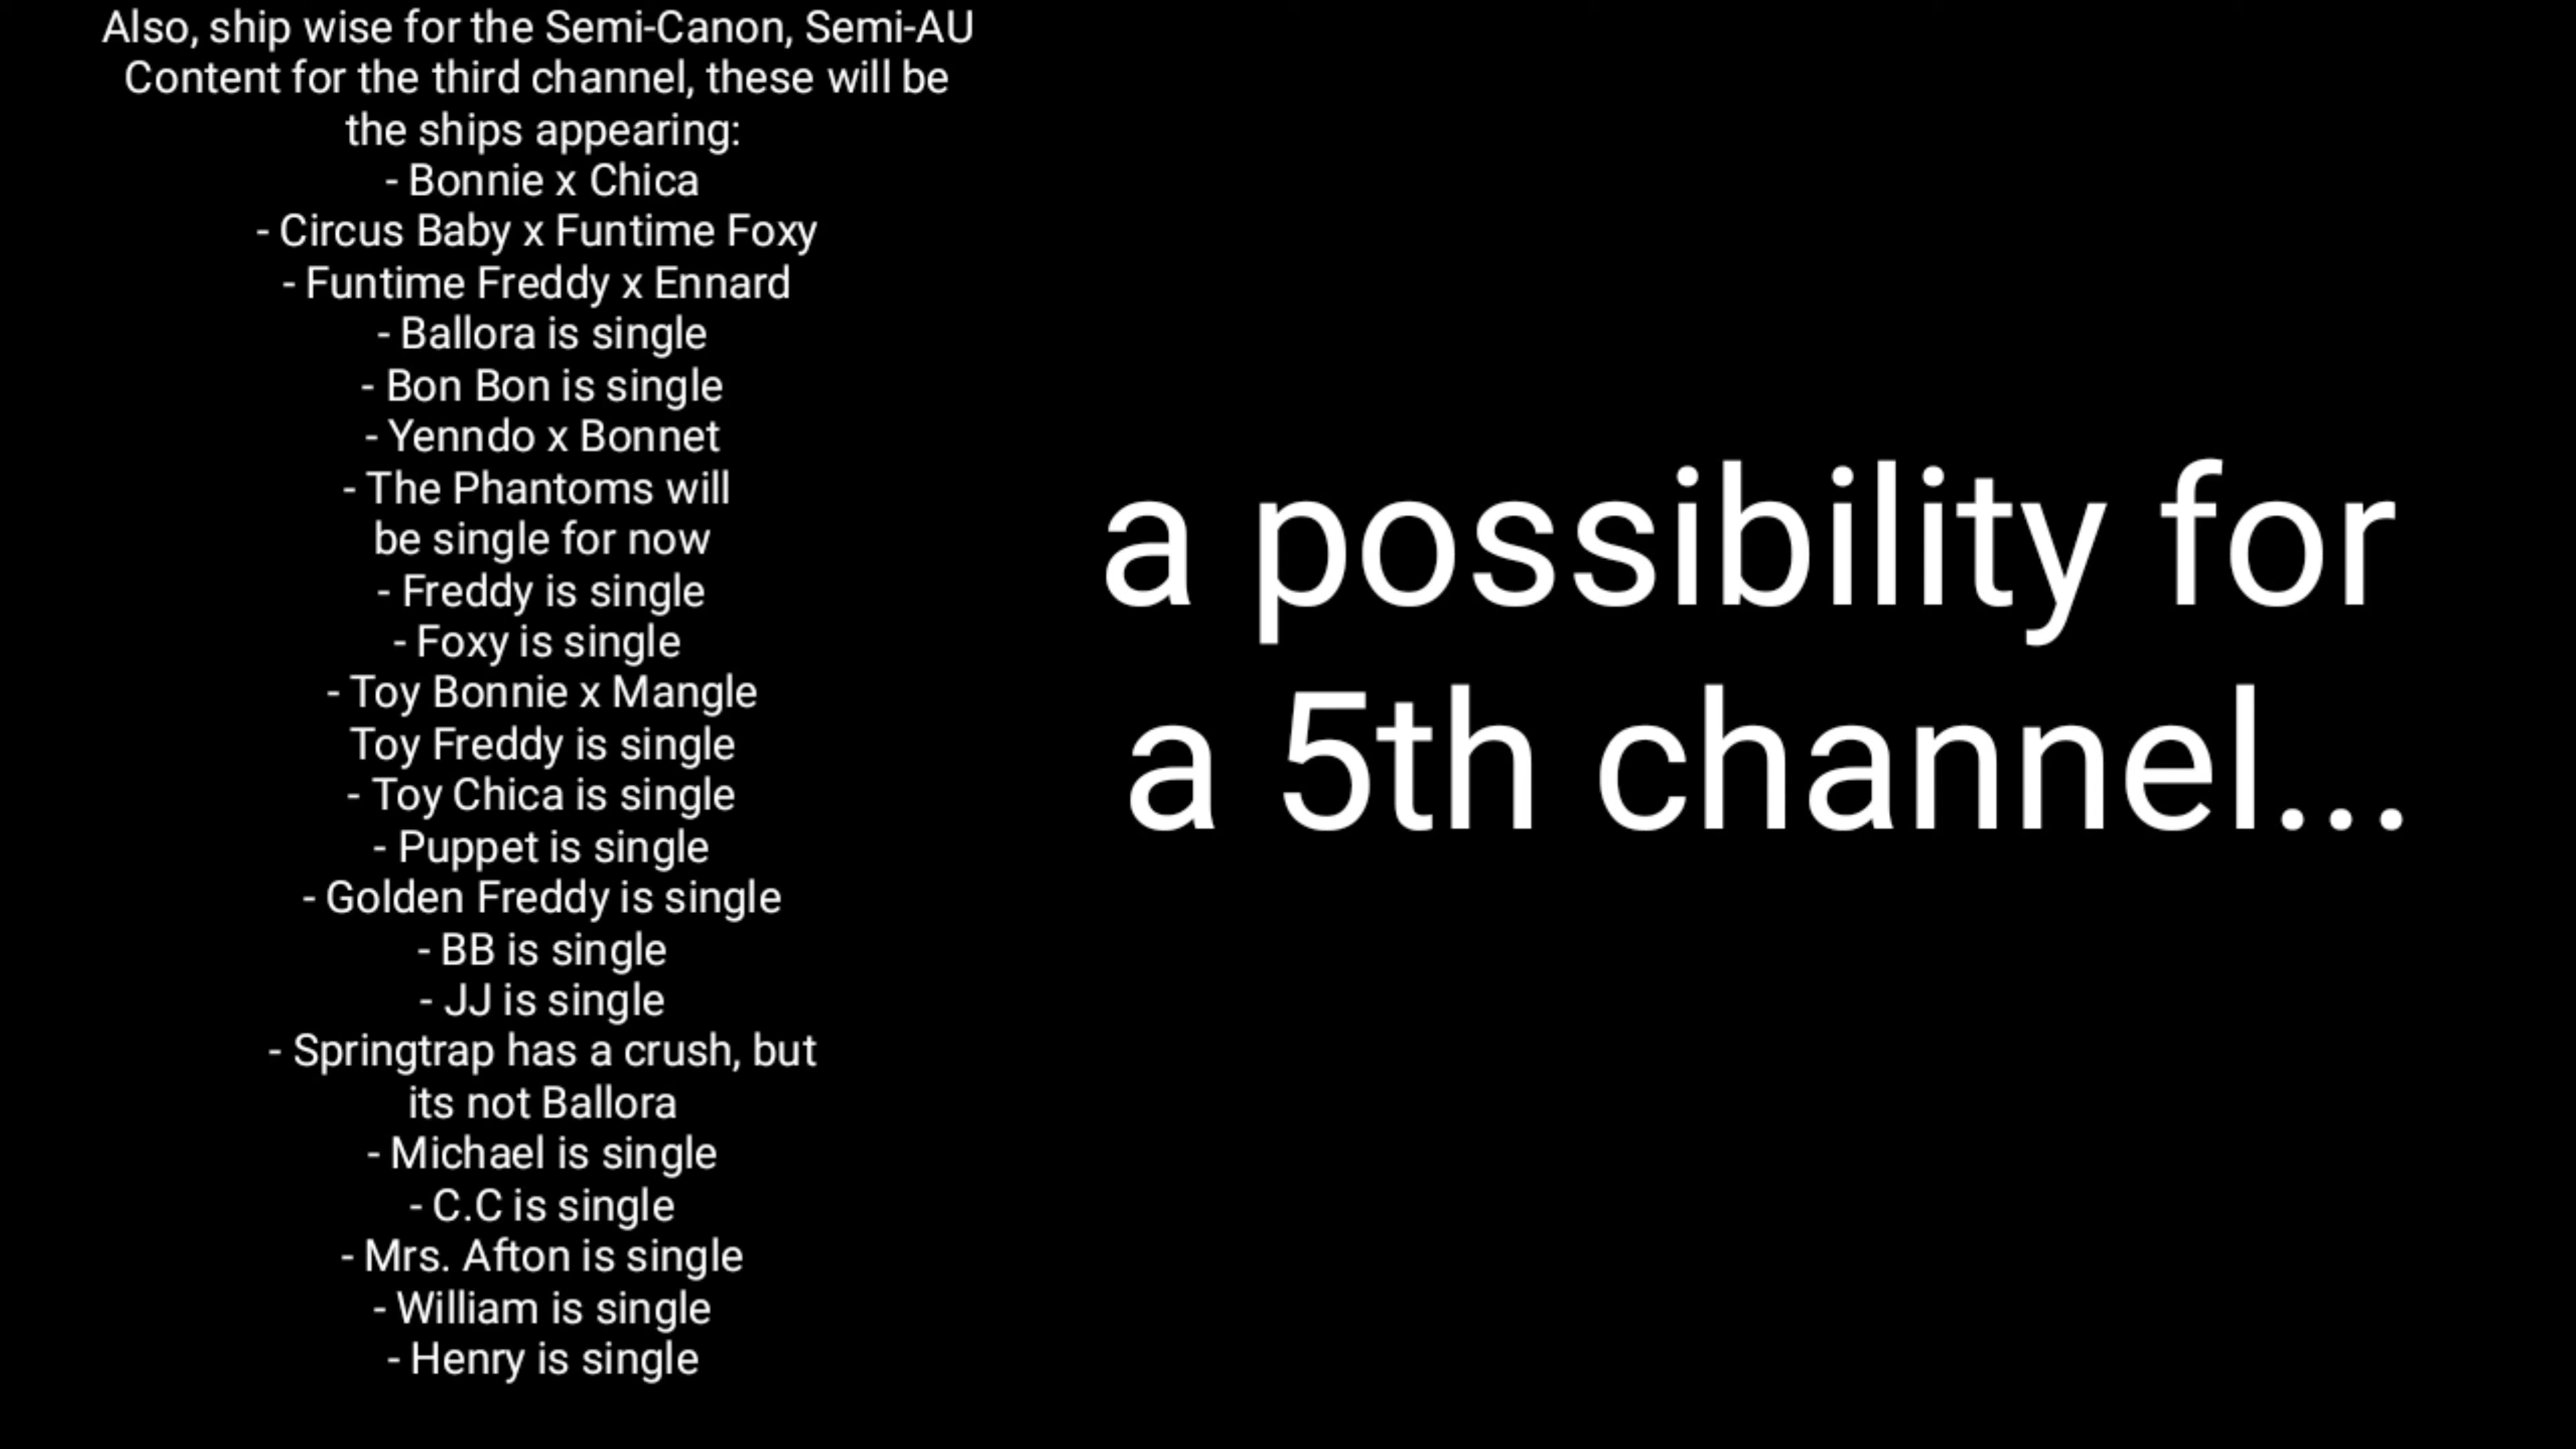 Also, ship wise for the Semi-Canon, Semi-AU
Content for the third channel, these will be
the ships appearing:
- Bonnie x Chica
- Circus Baby x Funtime Foxy
- Funtime Freddy x Ennard
- Ballora is single
- Bon Bon is single
- Yenndo x Bonnet
- The Phantoms will
be single for now
- Freddy is single
- Foxy is single
- Toy Bonnie x Mangle
Toy Freddy is single
- Toy Chica is single
- Puppet is single
- Golden Freddy is single
- BB is single
- JJ is single
- Springtrap has a crush, but
its not Ballora
- Michael is single
- C.C is single
- Mrs. Afton is single
- William is single
- Henry is single
a possibility for
a 5th channel...